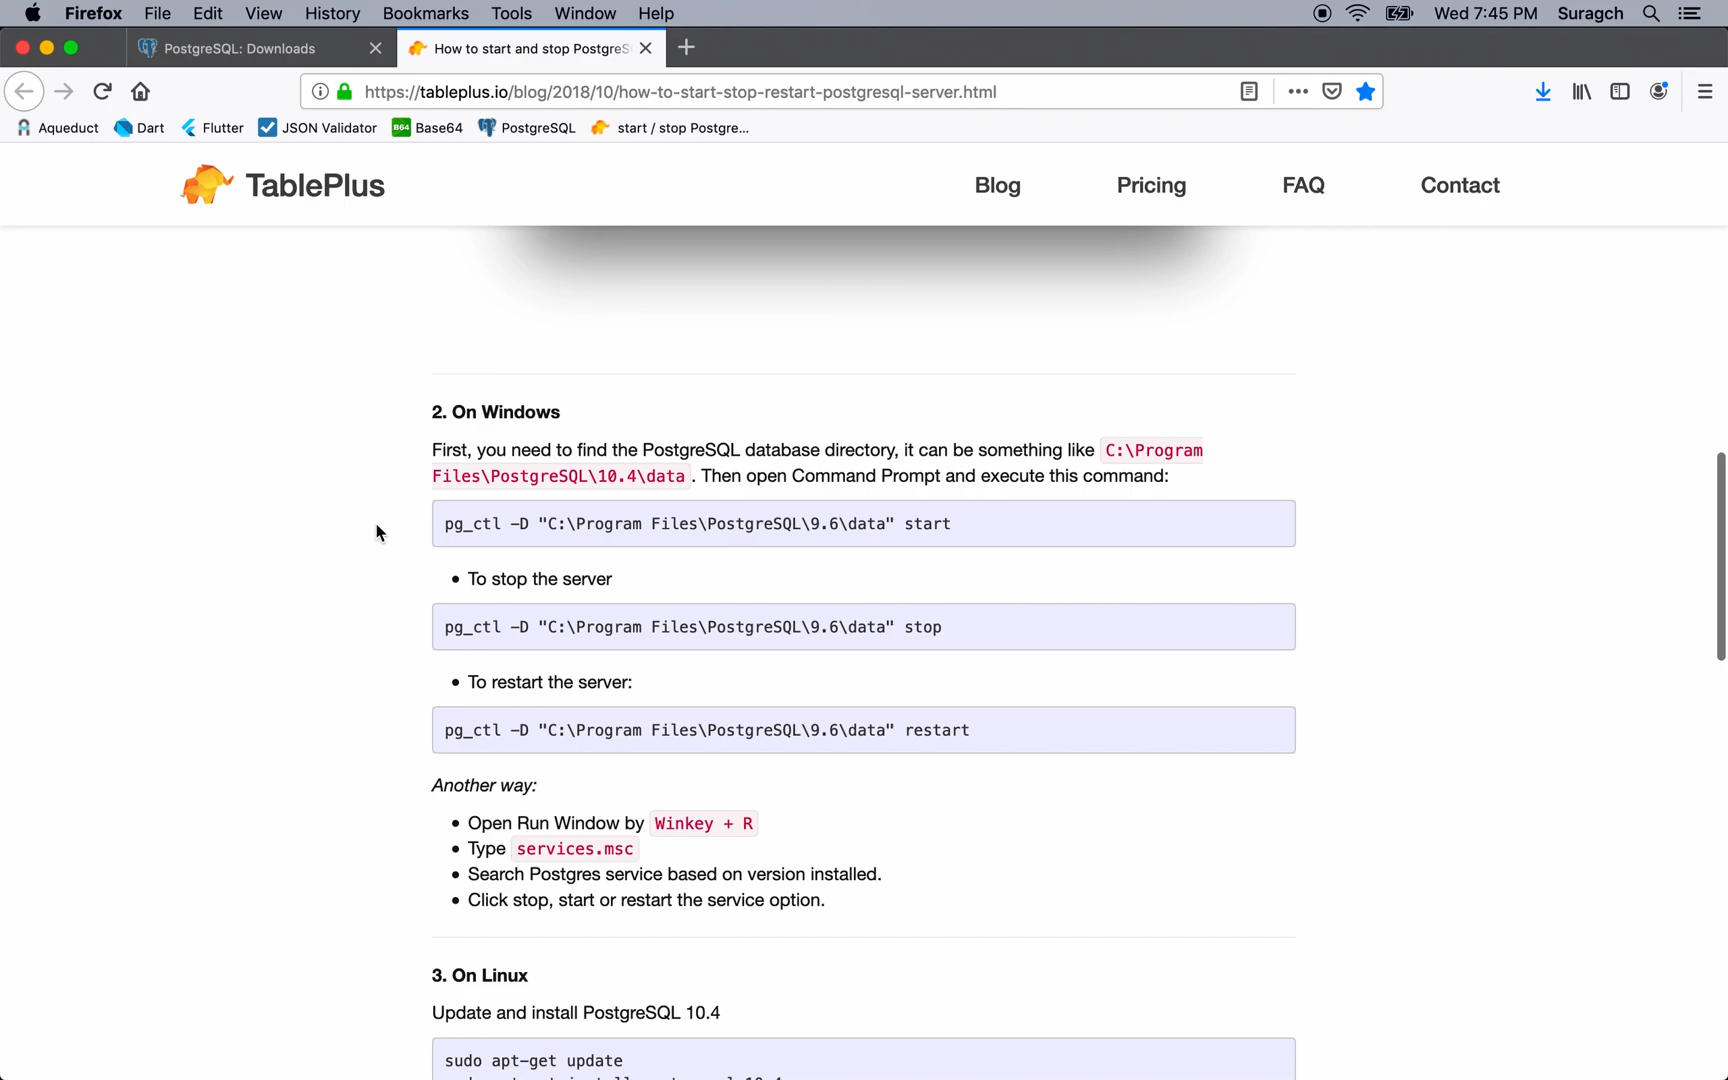 Firefox File Edit View History Bookmarks Tools Window Help Wed 7:45 PM Suragch
PostgreSQL: Downloads How to start and stop PostgreS
https://tableplus.io/blog/2018/10/how-to-start-stop-restart-postgresql-server.html
Aqueduct Dart Flutter JSON Validator B64 Base64 PostgreSQL start / stop Postgre...
TablePlus Blog Pricing FAQ Contact
2. On Windows
First, you need to find the PostgreSQL database directory, it can be something like C:\Program
Files\PostgreSQL\10.4\data . Then open Command Prompt and execute this command:
pg_ctl -D "C:\Program Files\PostgreSQL\9.6\data" start
• To stop the server
pg_ctl -D "C:\Program Files\PostgreSQL\9.6\data" stop
• To restart the server:
pg_ctl -D "C:\Program Files\PostgreSQL\9.6\data" restart
Another way:
• Open Run Window by Winkey + R
• Type services.msc
• Search Postgres service based on version installed.
• Click stop, start or restart the service option.
3. On Linux
Update and install PostgreSQL 10.4
sudo apt-get update